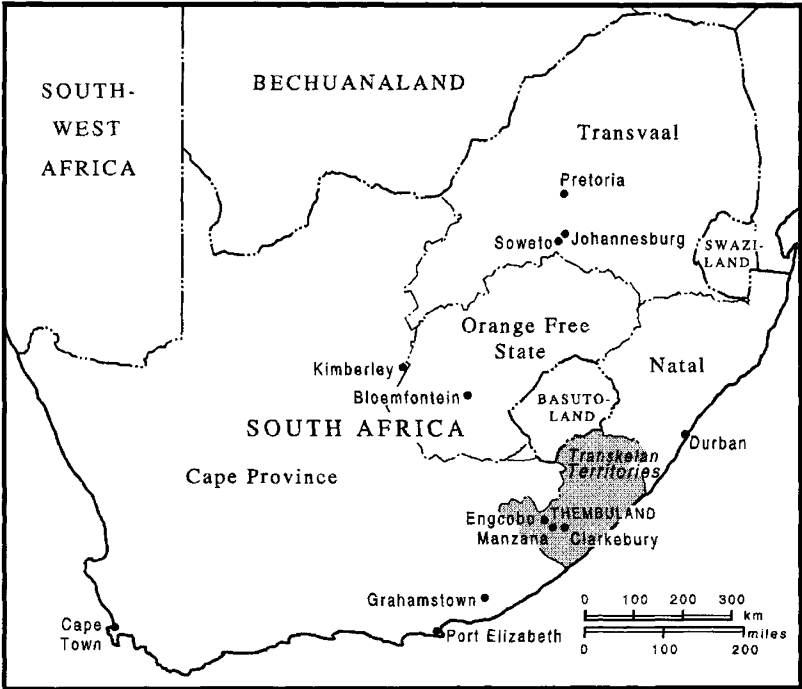 SOUTH-
WEST
AFRICA
BECHUANALAND
Transvaal
Pretoria
Johannesburg
Soweto
SWAZI-
LAND
Orange Free
State
Natal
Kimberley
Bloemfontein
BASUTO-
LAND
SOUTH AFRICA
Durban
Transkeian
Territories
Cape Province
Engcobo
THEMBULAND
Manzana
Clarkebury
Grahamstown
Cape
Town
Port Elizabeth
0 100 200 300
km
miles
0 100 200